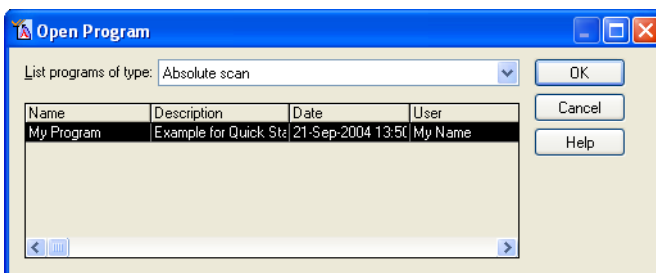 Open Program
List programs of type: Absolute scan
OK
Cancel
Help
Name Description Date User
My Program Example for Quick Sta 21-Sep-2004 13:50 My Name